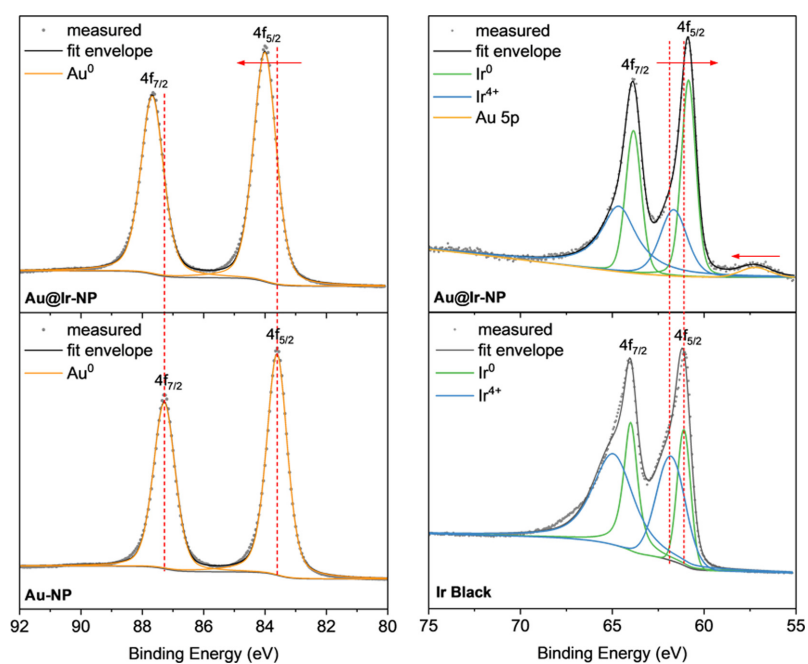 measured
fit envelope
Au⁰
4f₇/₂
4f₅/₂
Au@Ir-NP
measured
fit envelope
Au⁰
4f₇/₂
4f₅/₂
Au-NP
92 90 88 86 84 82 80
Binding Energy (eV)
measured
fit envelope
Ir⁰
Ir⁴⁺
Au 5p
4f₇/₂
4f₅/₂
Au@Ir-NP
measured
fit envelope
Ir⁰
Ir⁴⁺
4f₇/₂
4f₅/₂
Ir Black
75 70 65 60 55
Binding Energy (eV)